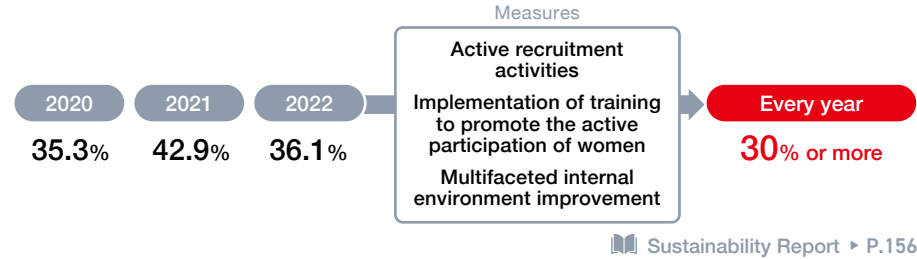 Measures
Active recruitment
activities
Implementation of training
to promote the active
participation of women
Multifaceted internal
environment improvement
2020 2021 2022 Every year
35.3% 42.9% 36.1% 30% or more
Sustainability Report ▶ P.156